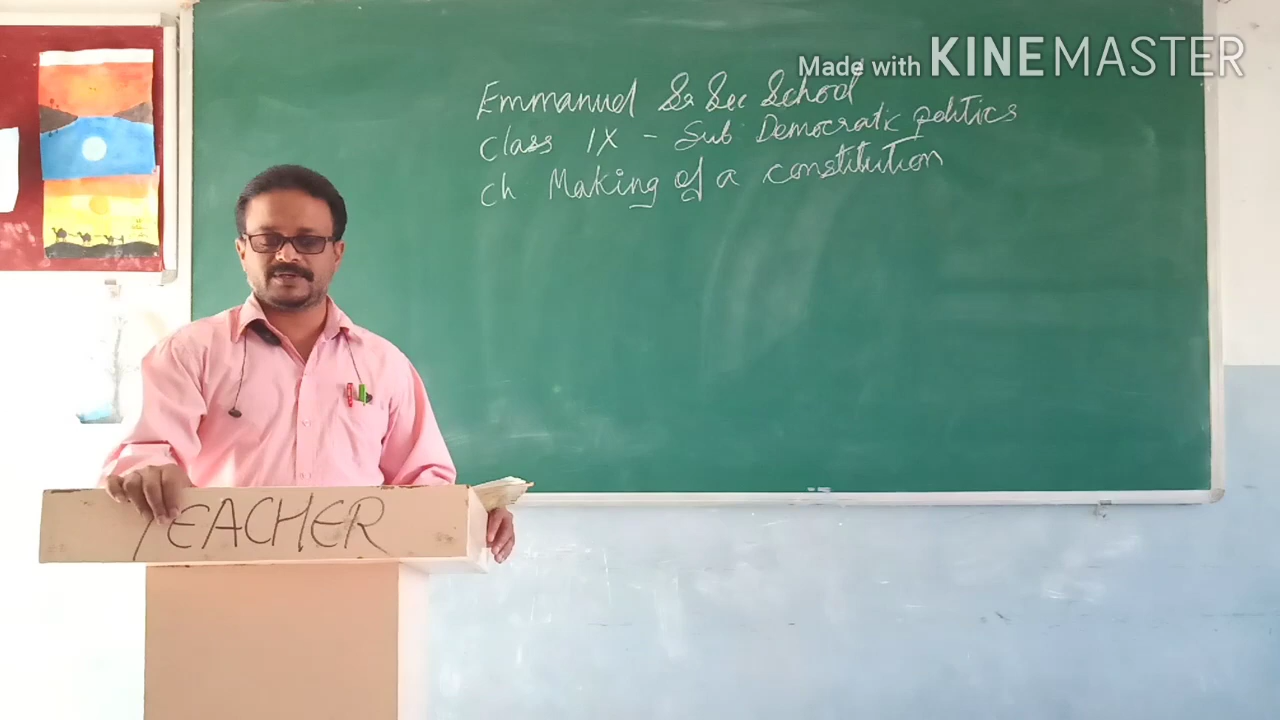 Made with KINEMASTER
Emmanuel Sr Sec School
Class IX - Sub Democratic politics
Ch Making of a constitution
TEACHER